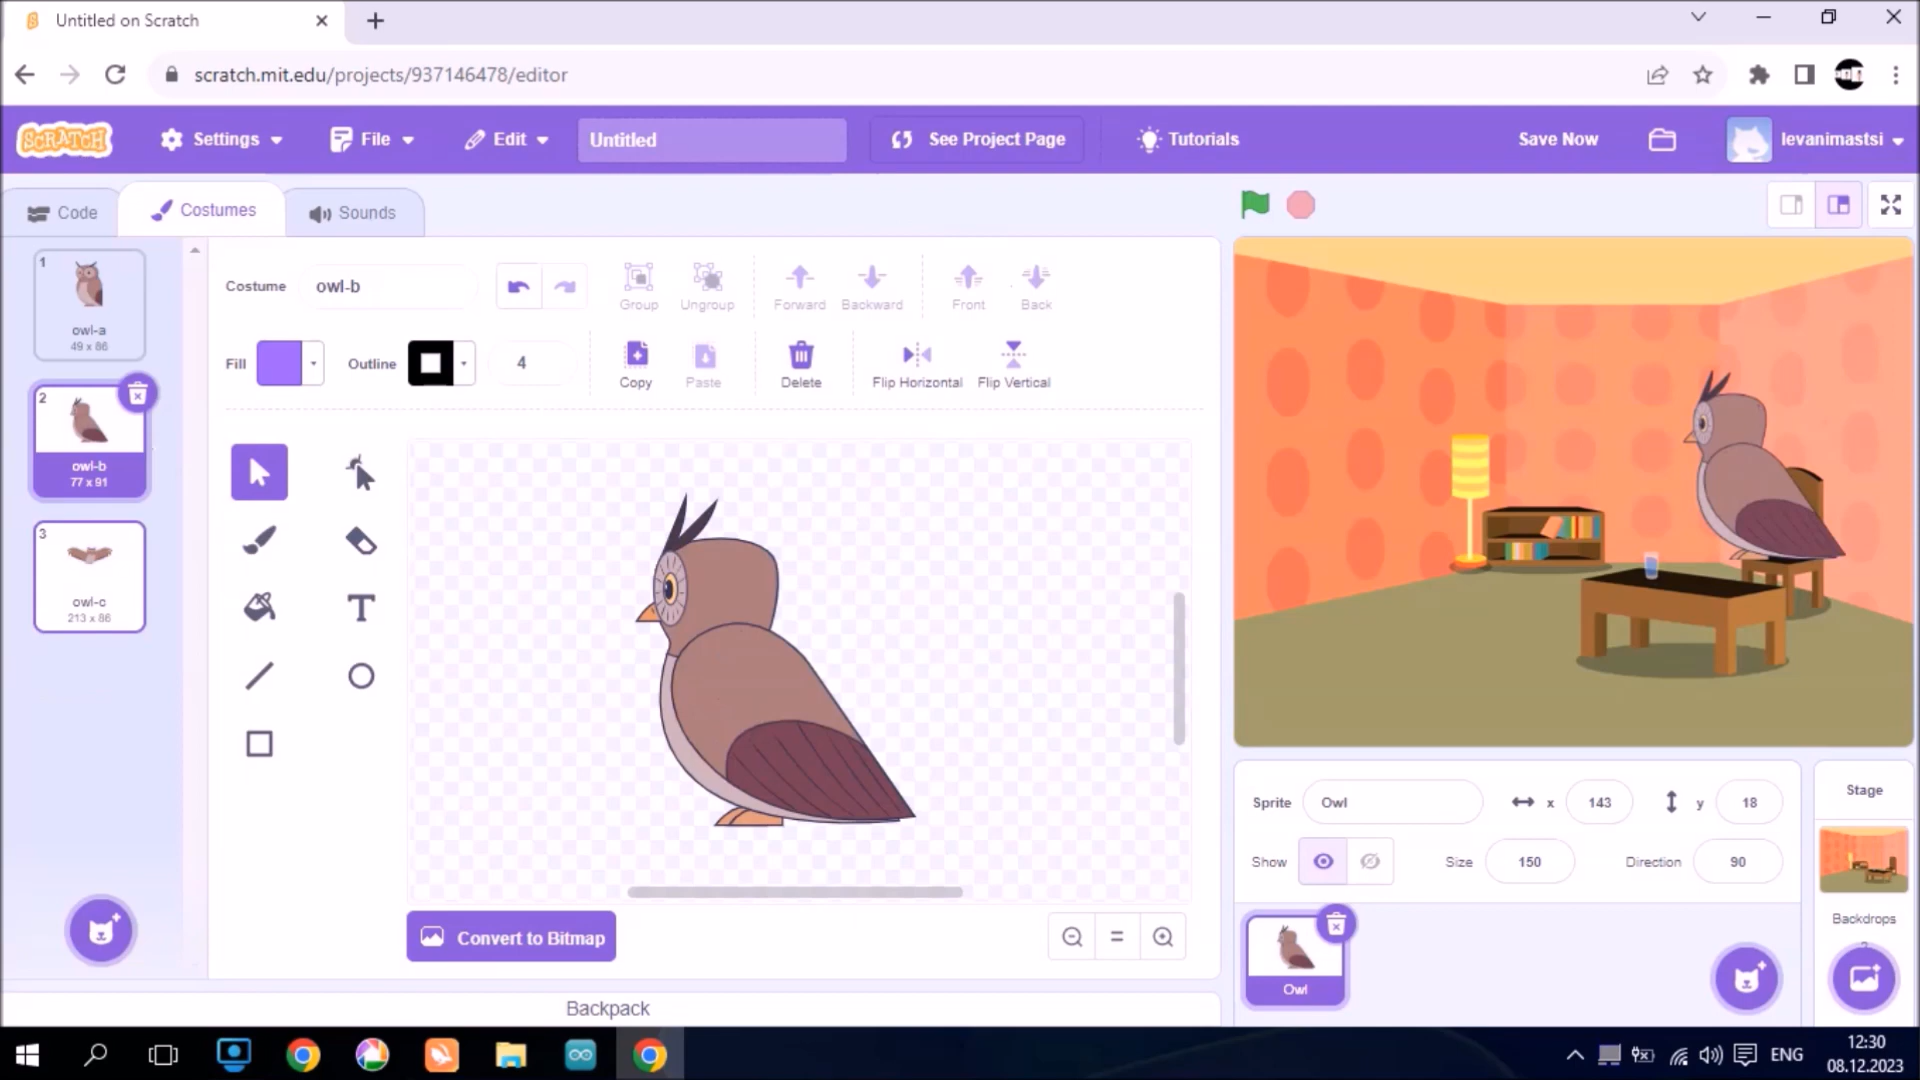 Untitled on Scratch
scratch.mit.edu/projects/937146478/editor
SCRATCH
Settings
File
Edit
Untitled
See Project Page
Tutorials
Save Now
levanimastsi
Code
Costumes
Sounds
1
owl-a
49 x 86
2
owl-b
77 x 91
3
owl-c
213 x 86
Costume
owl-b
Group
Ungroup
Forward
Backward
Front
Back
Fill
Outline
4
Copy
Paste
Delete
Flip Horizontal
Flip Vertical
T
Convert to Bitmap
=
Backpack
Sprite
Owl
x
143
y
18
Show
Size
150
Direction
90
Owl
Stage
Backdrops
ENG
12:30
08.12.2023